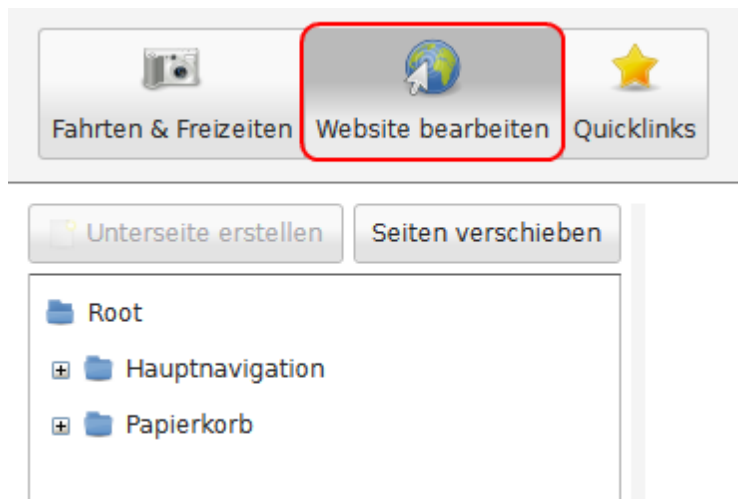 Fahrten & Freizeiten Website bearbeiten Quicklinks
Unterseite erstellen Seiten verschieben
Root
Hauptnavigation
Papierkorb